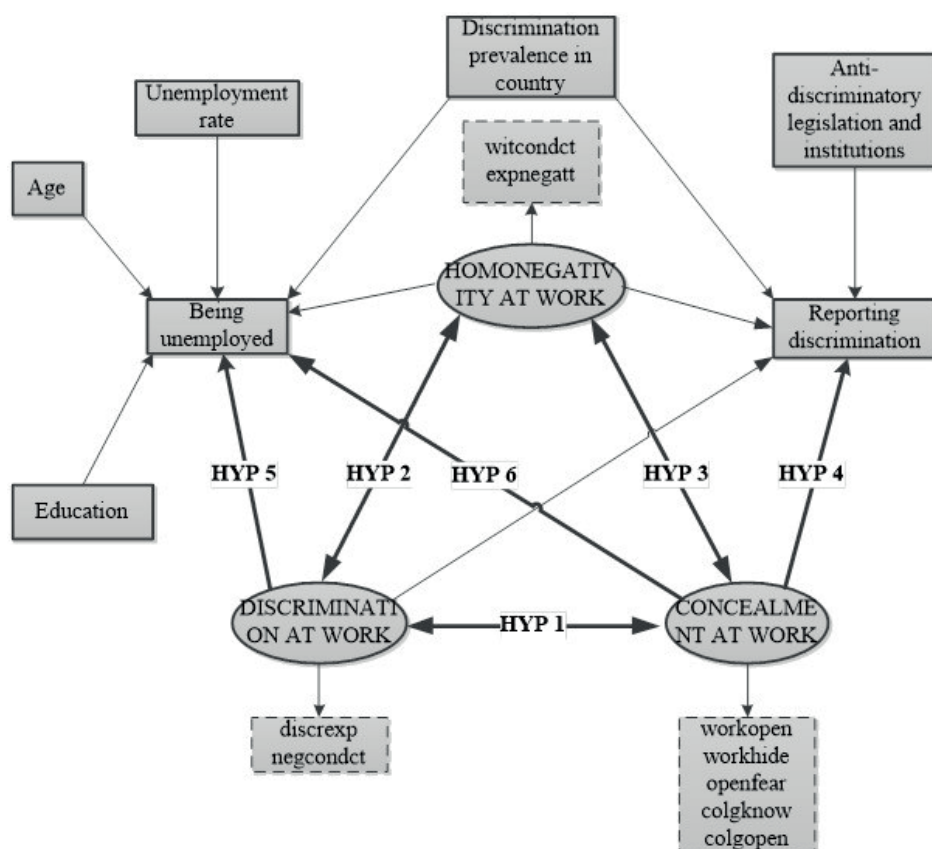 Discrimination
prevalence in
country
Anti-
discriminatory
legislation and
institutions
Unemployment
rate
witcondct
expnegatt
Age
HOMONEGATIV
ITY AT WORK
Being
unemployed
Reporting
discrimination
HYP 5
HYP 2
HYP 6
HYP 3
HYP 4
Education
DISCRIMINATI
ON AT WORK
HYP 1
CONCEALME
NT AT WORK
discrexp
negcondct
workopen
workhide
openfear
colgknow
colgopen